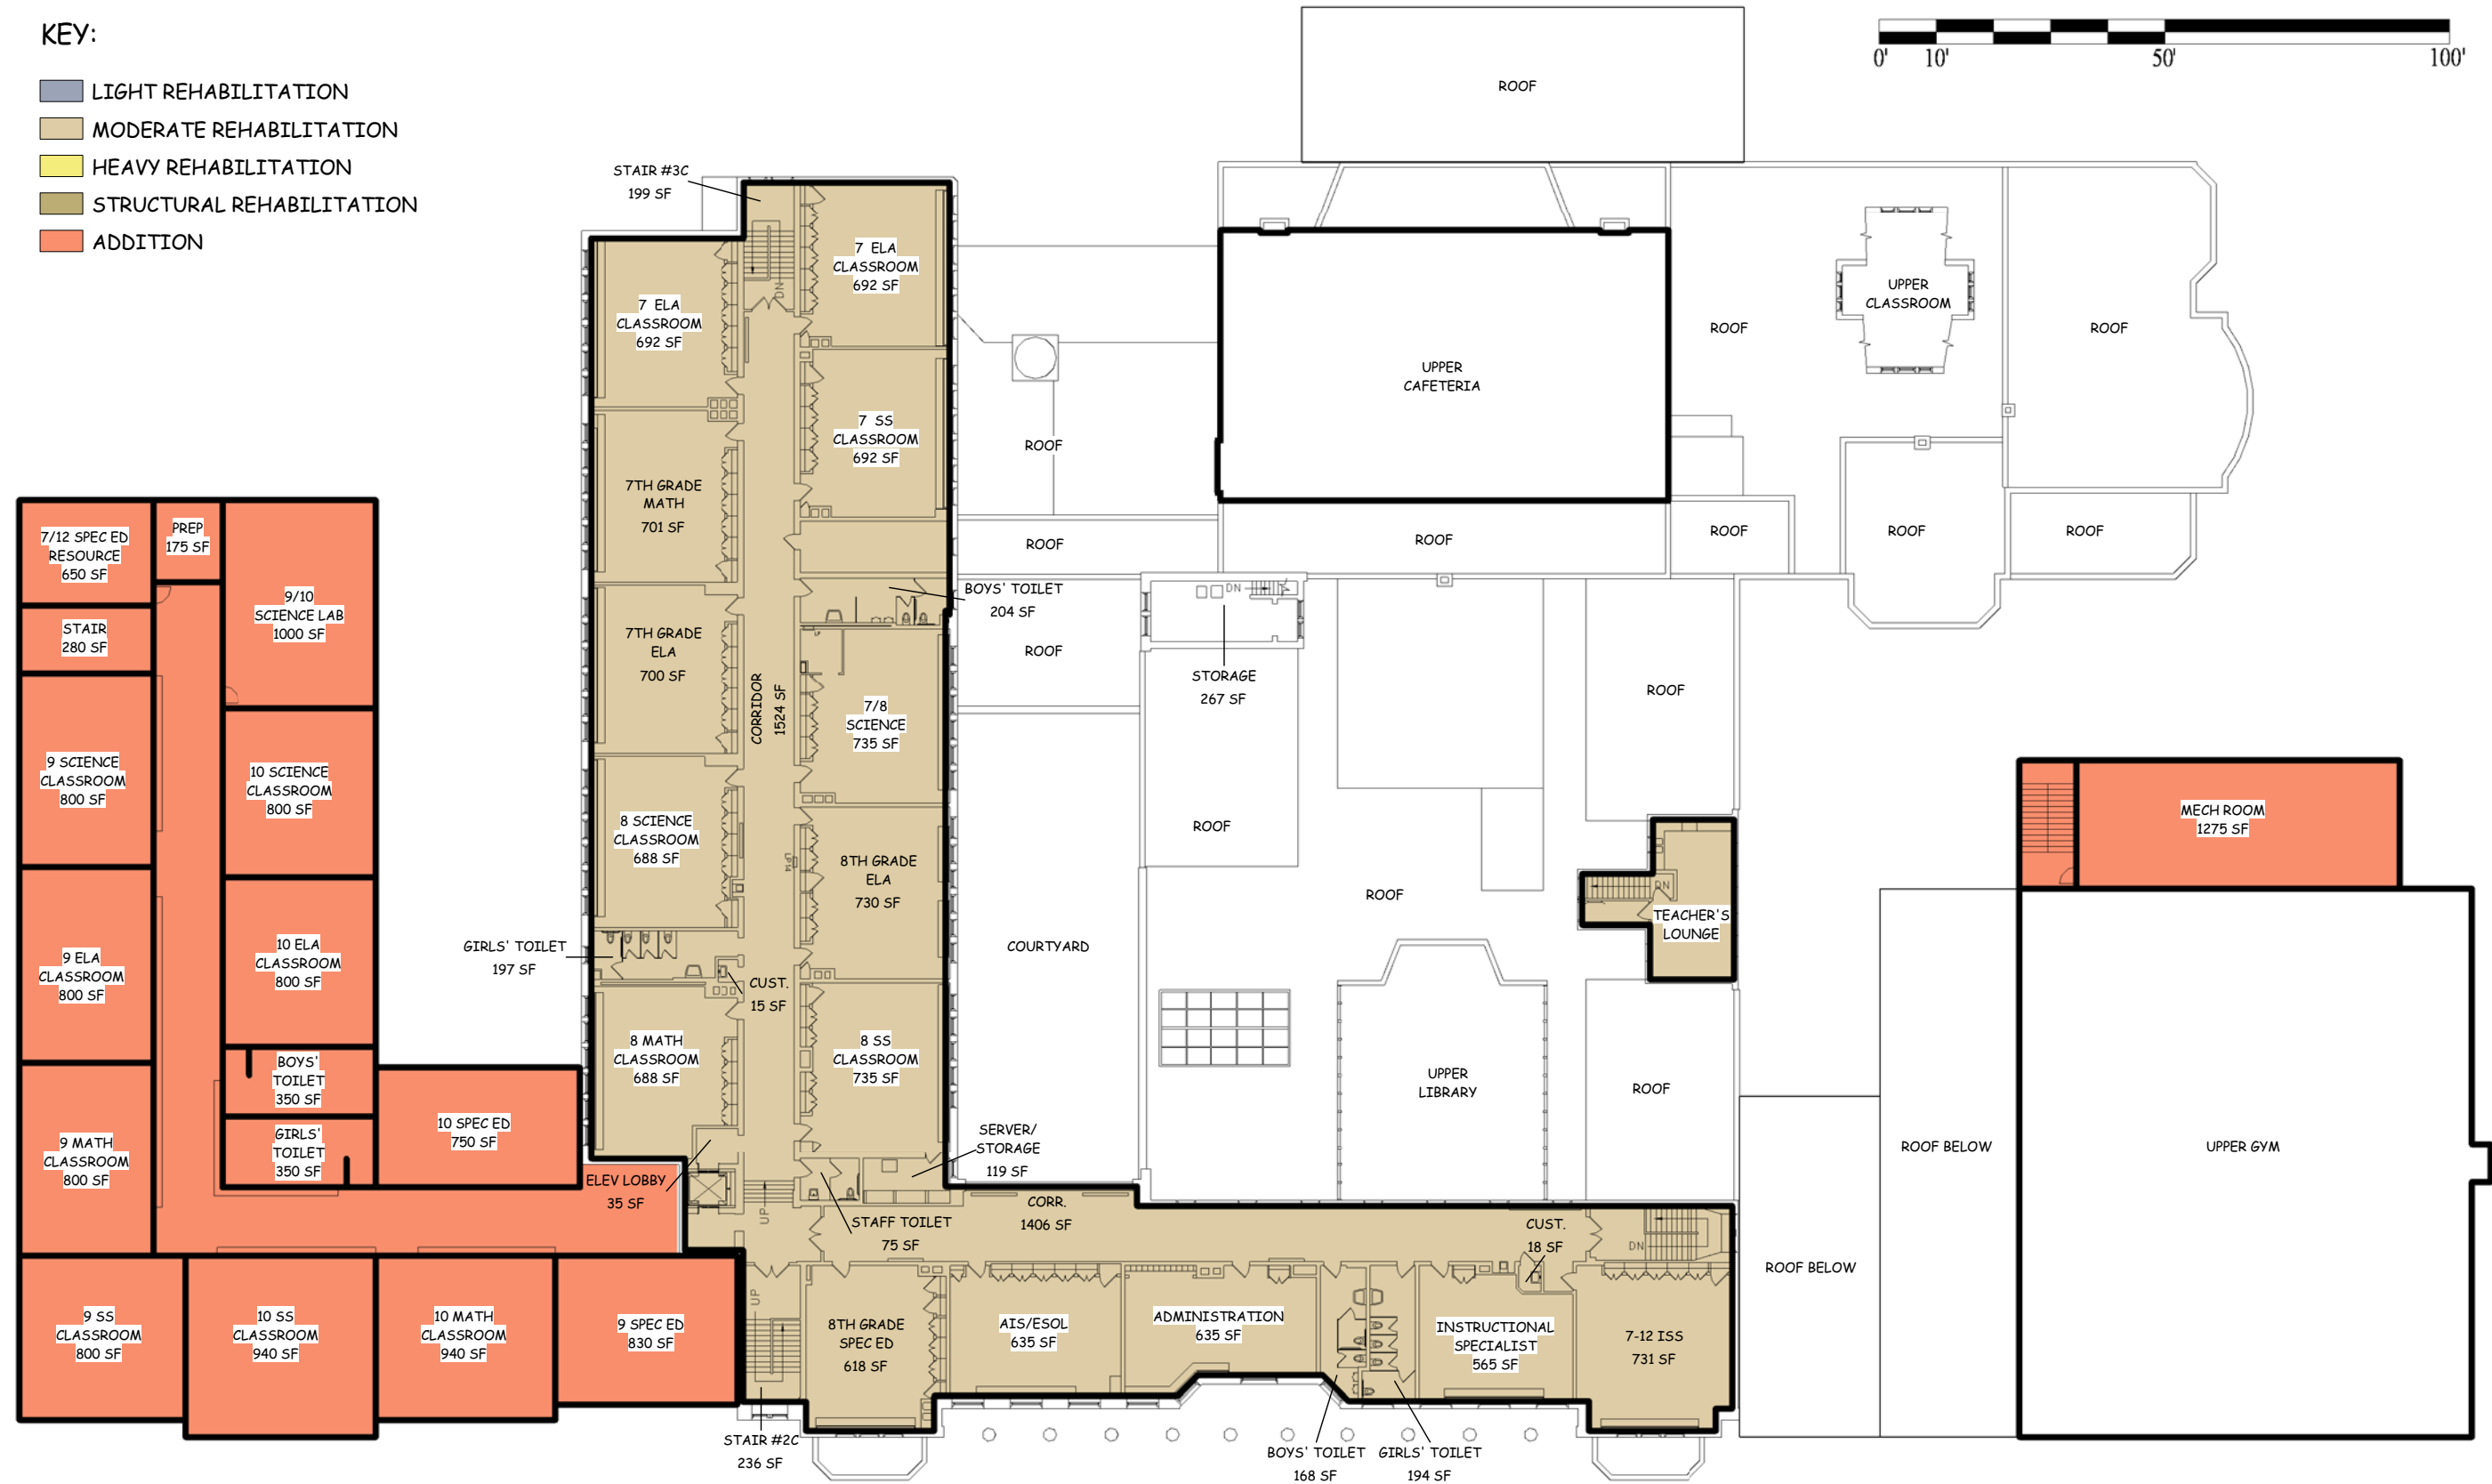 KEY:
LIGHT REHABILITATION
MODERATE REHABILITATION
HEAVY REHABILITATION
STRUCTURAL REHABILITATION
ADDITION
0' 10' 50' 100'
ROOF
STAIR #3C
199 SF
7 ELA
CLASSROOM
692 SF
DN
7 ELA
CLASSROOM
692 SF
7 SS
CLASSROOM
692 SF
7TH GRADE
MATH
701 SF
BOYS' TOILET
204 SF
7TH GRADE
ELA
700 SF
CORRIDOR
1524 SF
UP
7/8
SCIENCE
735 SF
8 SCIENCE
CLASSROOM
688 SF
8TH GRADE
ELA
730 SF
GIRLS' TOILET
197 SF
CUST.
15 SF
8 MATH
CLASSROOM
688 SF
8 SS
CLASSROOM
735 SF
SERVER/
STORAGE
119 SF
ELEV LOBBY
35 SF
UP
STAFF TOILET
75 SF
CORR.
1406 SF
CUST.
18 SF
DN
UP
8TH GRADE
SPEC ED
618 SF
AIS/ESOL
635 SF
ADMINISTRATION
635 SF
INSTRUCTIONAL
SPECIALIST
565 SF
7-12 ISS
731 SF
STAIR #2C
236 SF
BOYS' TOILET
168 SF
GIRLS' TOILET
194 SF
7/12 SPEC ED
RESOURCE
650 SF
PREP
175 SF
9/10
SCIENCE LAB
1000 SF
STAIR
280 SF
9 SCIENCE
CLASSROOM
800 SF
10 SCIENCE
CLASSROOM
800 SF
9 ELA
CLASSROOM
800 SF
10 ELA
CLASSROOM
800 SF
BOYS'
TOILET
350 SF
GIRLS'
TOILET
350 SF
10 SPEC ED
750 SF
9 MATH
CLASSROOM
800 SF
9 SS
CLASSROOM
800 SF
10 SS
CLASSROOM
940 SF
10 MATH
CLASSROOM
940 SF
9 SPEC ED
830 SF
UPPER
CAFETERIA
UPPER
CLASSROOM
ROOF
ROOF
ROOF
ROOF
ROOF
ROOF
ROOF
ROOF
ROOF
DN
STORAGE
267 SF
ROOF
ROOF
ROOF
COURTYARD
DN
TEACHER'S
LOUNGE
UPPER
LIBRARY
ROOF
MECH ROOM
1275 SF
ROOF BELOW
ROOF BELOW
UPPER GYM